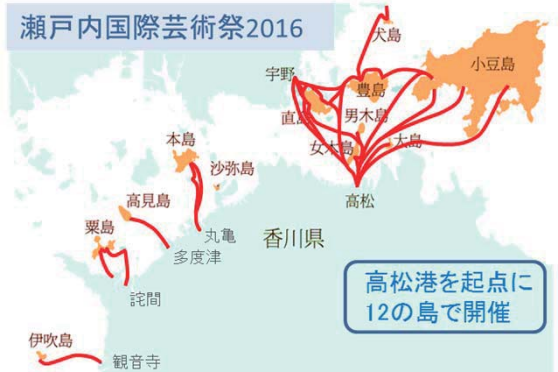 瀬戸内国際芸術祭2016
犬島
小豆島
宇野
豊島
直島
男木島
女木島
大島
本島
沙弥島
高松
高見島
粟島
丸亀
香川県
多度津
詫間
高松港を起点に
12の島で開催
伊吹島
観音寺